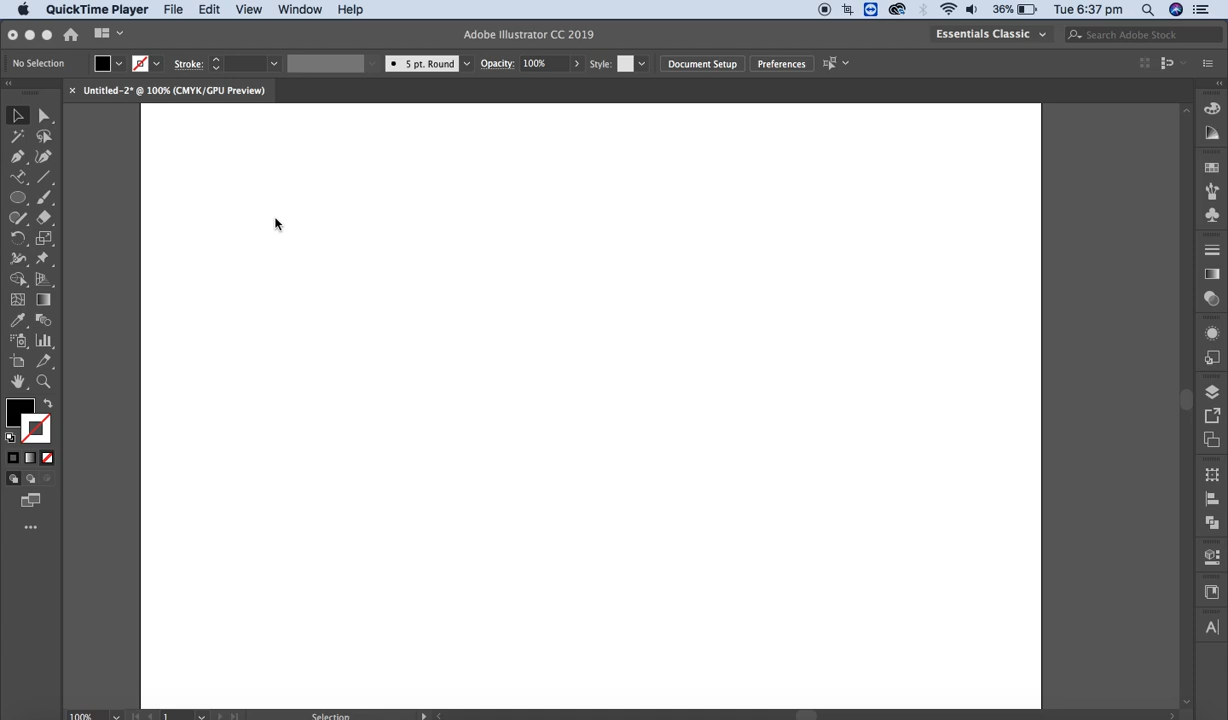 QuickTime Player File Edit View Window Help 36% Tue 6:37 pm
Adobe Illustrator CC 2019 Essentials Classic Search Adobe Stock
No Selection Stroke: 5 pt. Round Opacity: 100% Style: Document Setup Preferences
× Untitled-2* @ 100% (CMYK/GPU Preview)
100% 1 Selection